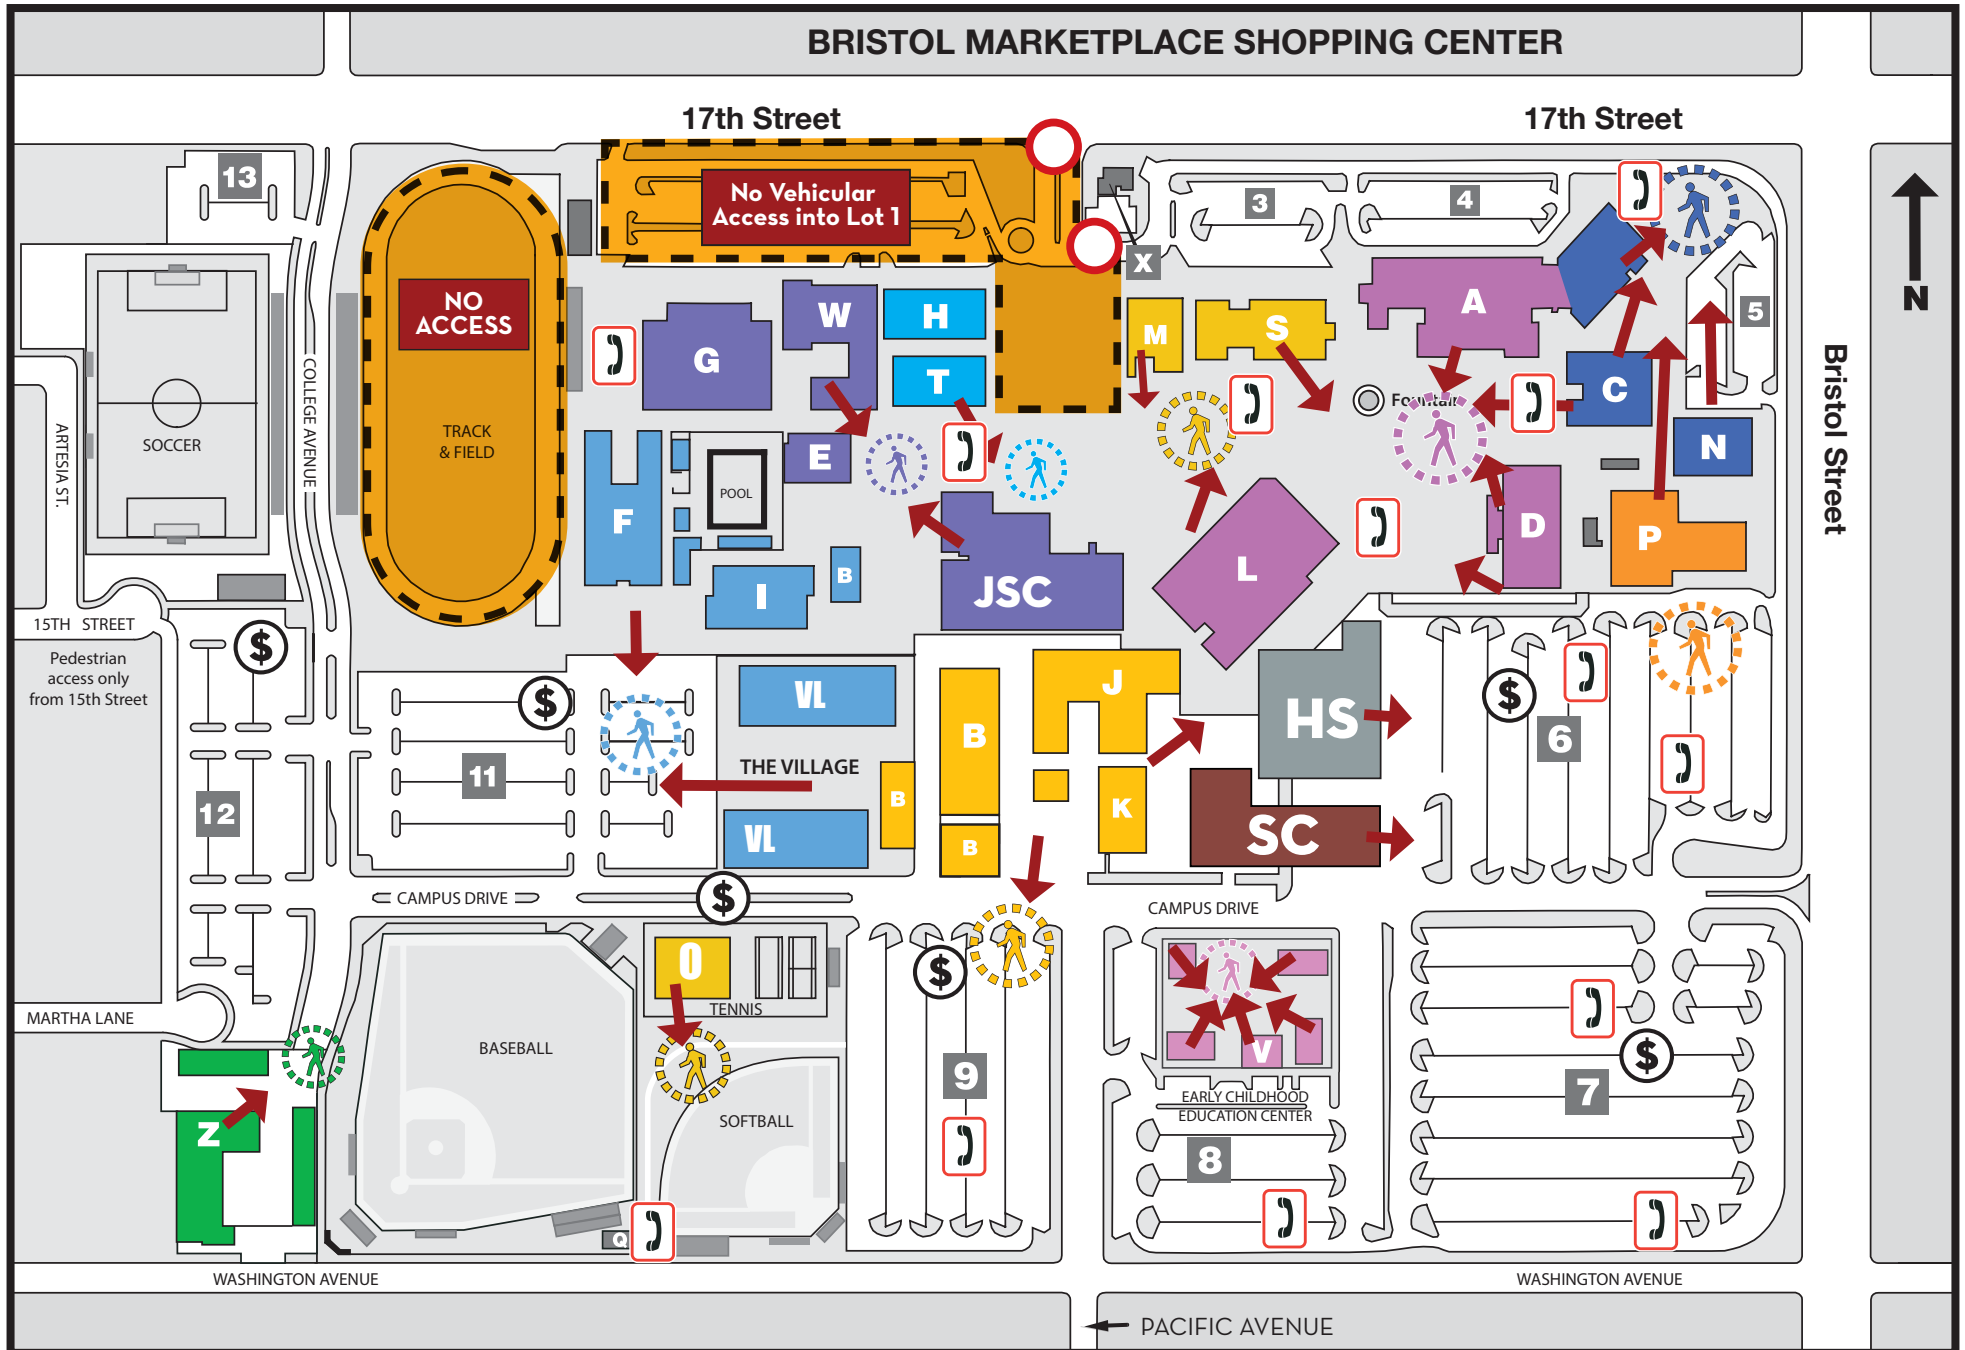 BRISTOL MARKETPLACE SHOPPING CENTER
17th Street
17th Street
13
No Vehicular
Access into Lot 1
3
4
X
5
N
NO
ACCESS
W
H
G
T
M
S
A
C
Fountain
N
COLLEGE AVENUE
ARTESIA ST.
SOCCER
TRACK
& FIELD
E
POOL
F
I
B
JSC
L
D
P
Bristol Street
15TH STREET
Pedestrian
access only
from 15th Street
$
$
VL
THE VILLAGE
VL
11
12
B
B
B
J
K
HS
SC
$
6
CAMPUS DRIVE
$
CAMPUS DRIVE
O
TENNIS
$
MARTHA LANE
BASEBALL
9
V
EARLY CHILDHOOD
EDUCATION CENTER
$
7
Z
SOFTBALL
8
Q
WASHINGTON AVENUE
WASHINGTON AVENUE
PACIFIC AVENUE